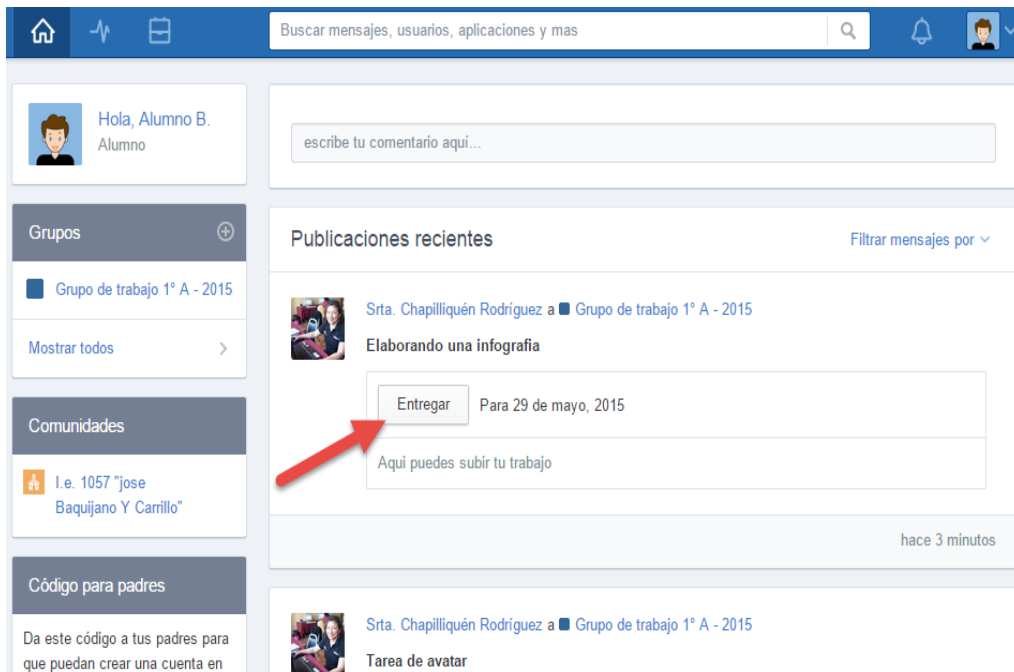 Buscar mensajes, usuarios, aplicaciones y mas
Hola, Alumno B.
Alumno
Grupos
Grupo de trabajo 1° A - 2015
Mostrar todos
Comunidades
I.e. 1057 "jose
Baquijano Y Carrillo"
Código para padres
Da este código a tus padres para
que puedan crear una cuenta en
escribe tu comentario aquí...
Publicaciones recientes
Filtrar mensajes por
Srta. Chapilliquén Rodríguez a Grupo de trabajo 1° A - 2015
Elaborando una infografia
Entregar Para 29 de mayo, 2015
Aqui puedes subir tu trabajo
hace 3 minutos
Srta. Chapilliquén Rodríguez a Grupo de trabajo 1° A - 2015
Tarea de avatar